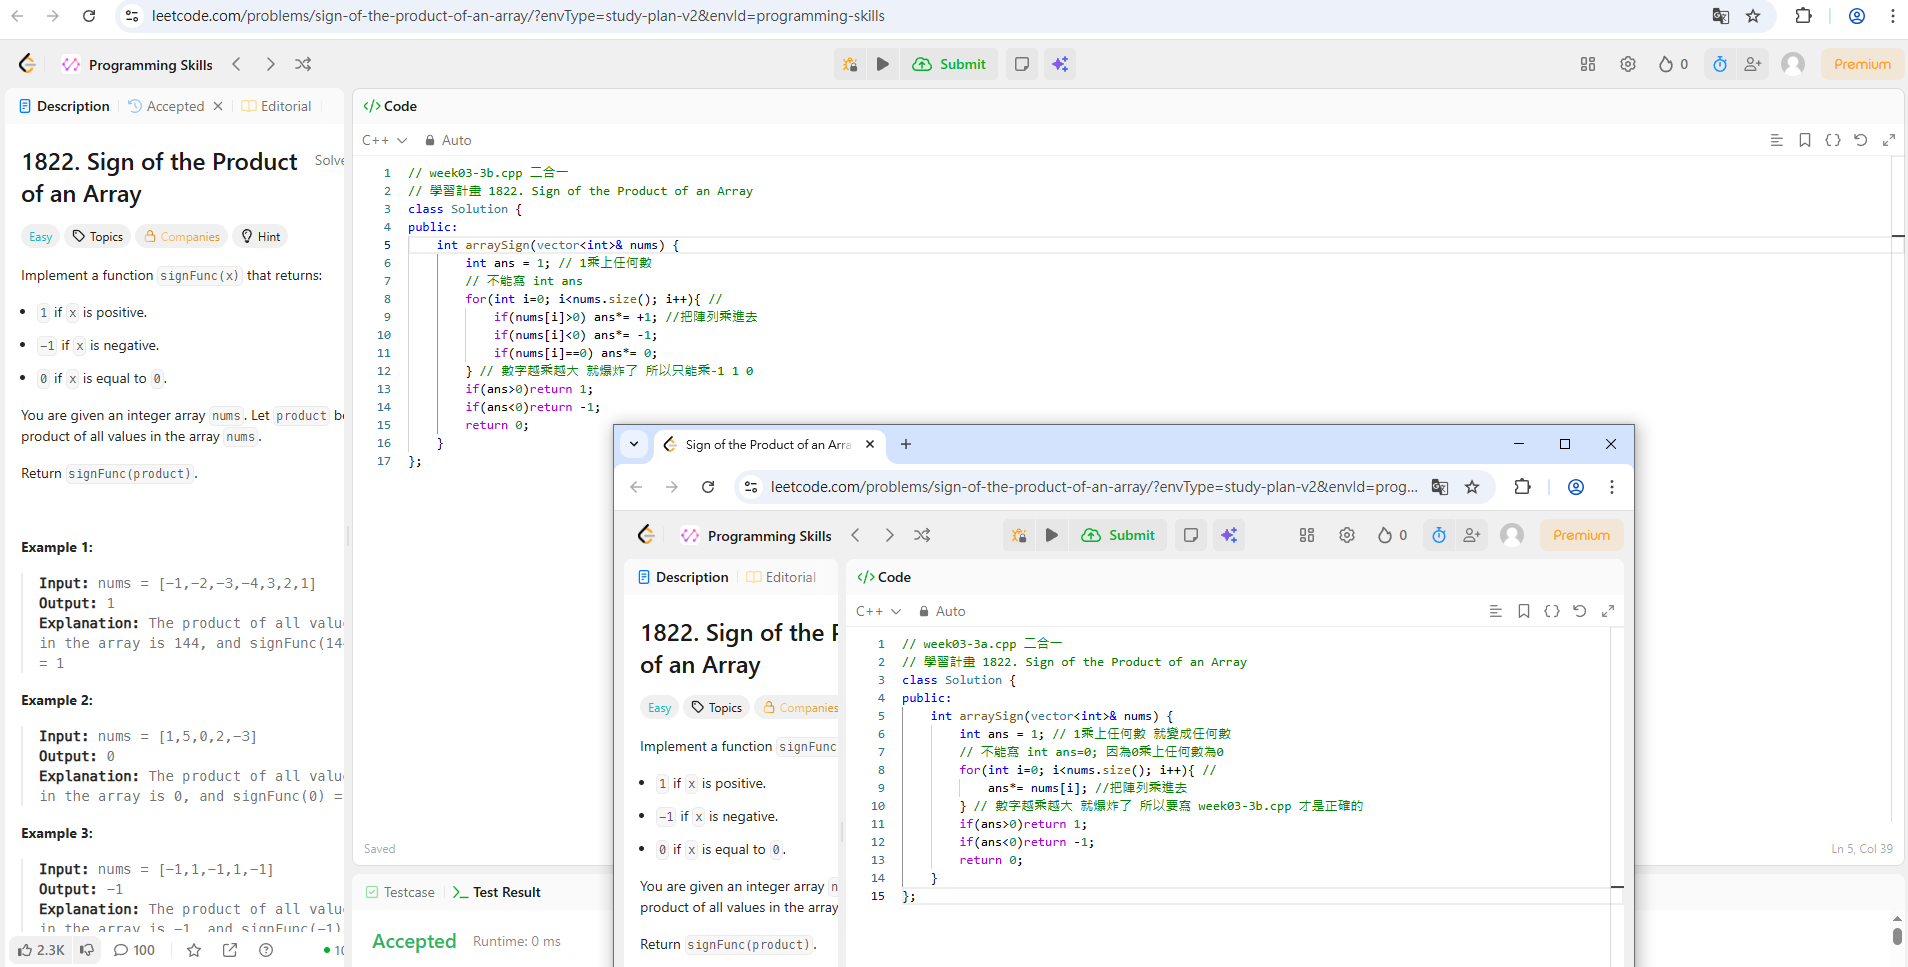 leetcode.com/problems/sign-of-the-product-of-an-array/?envType=study-plan-v2&envId=programming-skills
Programming Skills
Submit
0
Premium
Description
Accepted
Editorial
</> Code
C++
Auto
1822. Sign of the Product of an Array
Solve
Easy
Topics
Companies
Hint
Implement a function signFunc(x) that returns:
1 if x is positive.
-1 if x is negative.
0 if x is equal to 0.
You are given an integer array nums. Let product be
product of all values in the array nums.
Return signFunc(product).
Example 1:
Input: nums = [-1,-2,-3,-4,3,2,1]
Output: 1
Explanation: The product of all valu
in the array is 144, and signFunc(14
= 1
Example 2:
Input: nums = [1,5,0,2,-3]
Output: 0
Explanation: The product of all valu
in the array is 0, and signFunc(0) =
Example 3:
Input: nums = [-1,1,-1,1,-1]
Output: -1
Explanation: The product of all valu
in the array is -1, and signFunc(-1)
2.3K
100
10
1 // week03-3b.cpp 二合一
2 // 學習計畫 1822. Sign of the Product of an Array
3 class Solution {
4 public:
5 int arraySign(vector<int>& nums) {
6 int ans = 1; // 1乘上任何數
7 // 不能寫 int ans
8 for(int i=0; i<nums.size(); i++){ //
9 if(nums[i]>0) ans*= +1; //把陣列乘進去
10 if(nums[i]<0) ans*= -1;
11 if(nums[i]==0) ans*= 0;
12 } // 數字越乘越大 就爆炸了 所以只能乘-1 1 0
13 if(ans>0)return 1;
14 if(ans<0)return -1;
15 return 0;
16 }
17 };
Saved
Ln 5, Col 39
Testcase
Test Result
Accepted
Runtime: 0 ms
Sign of the Product of an Arra
leetcode.com/problems/sign-of-the-product-of-an-array/?envType=study-plan-v2&envId=prog...
Programming Skills
Submit
0
Premium
Description
Editorial
</> Code
C++
Auto
1822. Sign of the P
of an Array
Easy
Topics
Companies
Implement a function signFunc
1 if x is positive.
-1 if x is negative.
0 if x is equal to 0.
You are given an integer array n
product of all values in the array
Return signFunc(product).
1 // week03-3a.cpp 二合一
2 // 學習計畫 1822. Sign of the Product of an Array
3 class Solution {
4 public:
5 int arraySign(vector<int>& nums) {
6 int ans = 1; // 1乘上任何數 就變成任何數
7 // 不能寫 int ans=0; 因為0乘上任何數為0
8 for(int i=0; i<nums.size(); i++){ //
9 ans*= nums[i]; //把陣列乘進去
10 } // 數字越乘越大 就爆炸了 所以要寫 week03-3b.cpp 才是正確的
11 if(ans>0)return 1;
12 if(ans<0)return -1;
13 return 0;
14 }
15 };